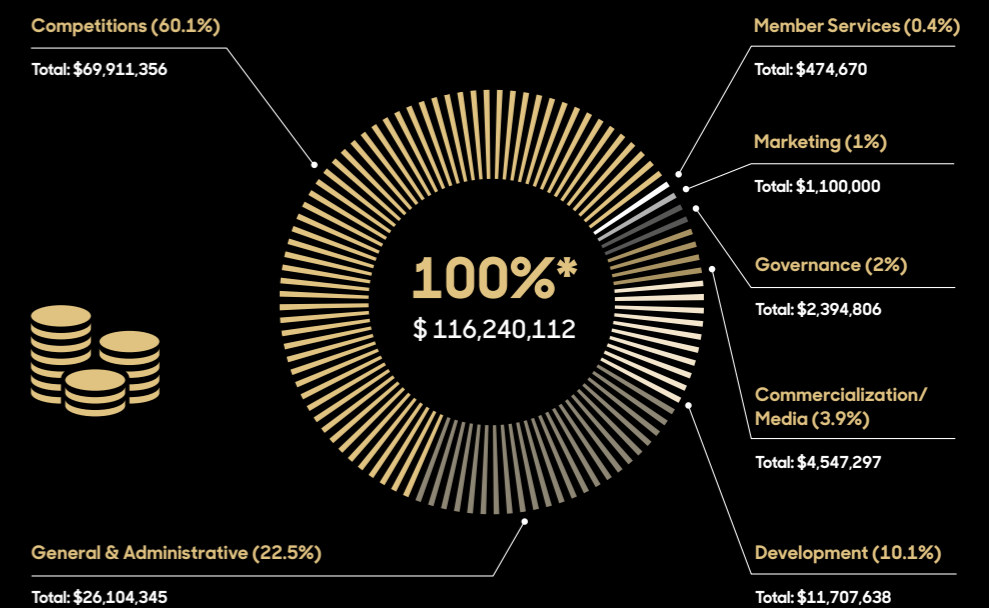 Competitions (60.1%)
Total: $69,911,356
Member Services (0.4%)
Total: $474,670
Marketing (1%)
Total: $1,100,000
100%*
$ 116,240,112
Governance (2%)
Total: $2,394,806
Commercialization/
Media (3.9%)
Total: $4,547,297
General & Administrative (22.5%)
Total: $26,104,345
Development (10.1%)
Total: $11,707,638